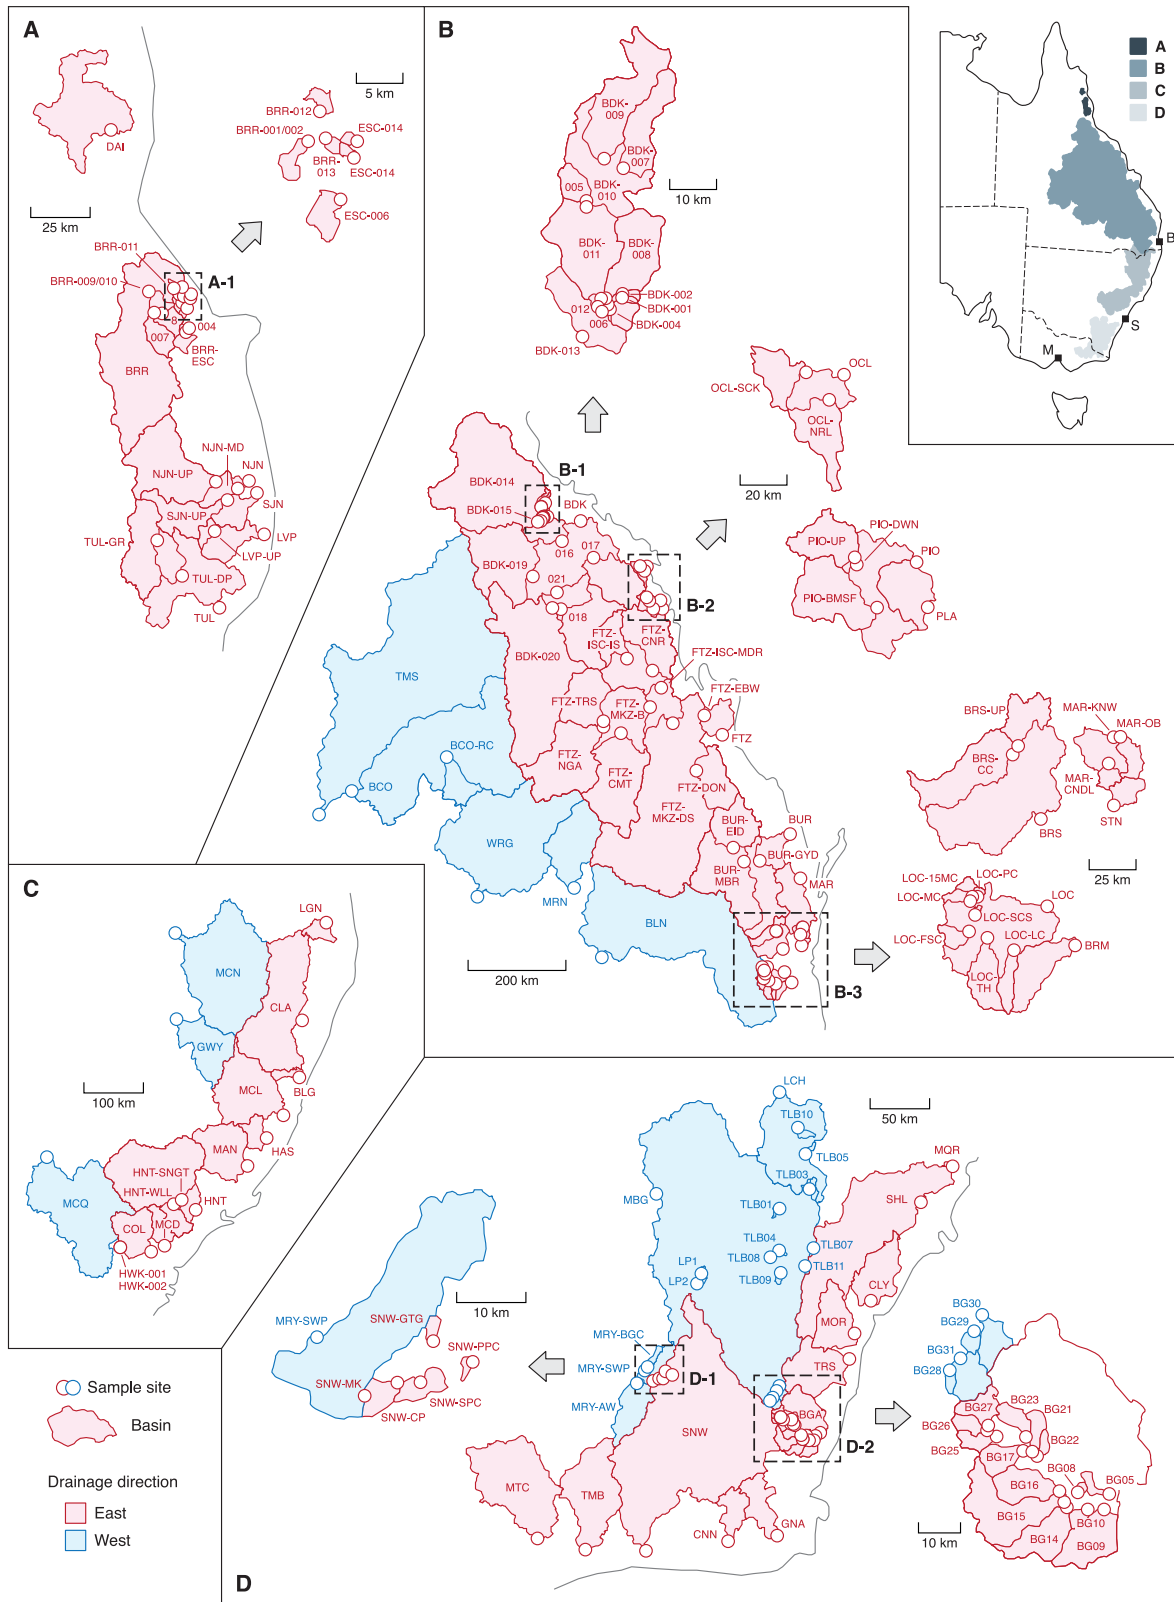 A
5 km
BRR-012
BRR-001/002
ESC-014
BRR-
013
ESC-014
ESC-006
DAI
25 km
BRR-011
BRR-009/010
A-1
8
004
007
BRR-
ESC
BRR
NJN-MD
NJN
NJN-UP
SJN
SJN-UP
TUL-GR
LVP
LVP-UP
TUL-DP
TUL
B
BDK-
009
BDK-
007
005
BDK-
010
10 km
BDK-
011
BDK-
008
BDK-002
012
BDK-001
006
BDK-004
BDK-013
OCL
OCL-SCK
OCL-
NRL
20 km
B-1
BDK-014
BDK
BDK-015
016
017
BDK-019
021
018
B-2
PIO-DWN
PIO-UP
PIO
PIO-BMSF
PLA
FTZ-
ISC-IS
FTZ-
CNR
BDK-020
FTZ-ISC-MDR
TMS
FTZ-TRS
FTZ-
MKZ-B
FTZ-EBW
FTZ
BCO-RC
FTZ-
NGA
FTZ-
CMT
BCO
FTZ-DON
FTZ-
MKZ-DS
WRG
BUR-
EID
BUR
BUR-GYD
BUR-
MBR
MAR
MRN
BLN
200 km
B-3
BRS-UP
MAR-KNW
MAR-OB
BRS-
CC
MAR-
CNDL
BRS
STN
25 km
LOC-15MC
LOC-PC
LOC-MC
LOC
LOC-SCS
LOC-FSC
LOC-LC
BRM
LOC-
TH
A
B
C
D
B
S
M
C
LGN
MCN
CLA
GWY
100 km
MCL
BLG
MAN
HAS
HNT-SNGT
HNT-WLL
HNT
MCQ
COL
MCD
HWK-001
HWK-002
Sample site
Basin
Drainage direction
East
West
D
LCH
50 km
TLB10
TLB05
MQR
TLB03
MBG
SHL
TLB01
TLB04
TLB07
TLB08
LP1
TLB11
LP2
TLB09
CLY
10 km
MRY-SWP
SNW-GTG
MRY-BGC
MOR
SNW-PPC
MRY-SWP
TRS
SNW-MK
D-1
SNW-SPC
MRY-AW
SNW-CP
BGA
SNW
D-2
MTC
TMB
CNN
GNA
BG30
BG29
BG31
BG28
BG27
BG23
BG21
BG26
BG22
BG25
BG17
BG08
BG05
BG16
BG15
BG10
BG14
BG09
10 km